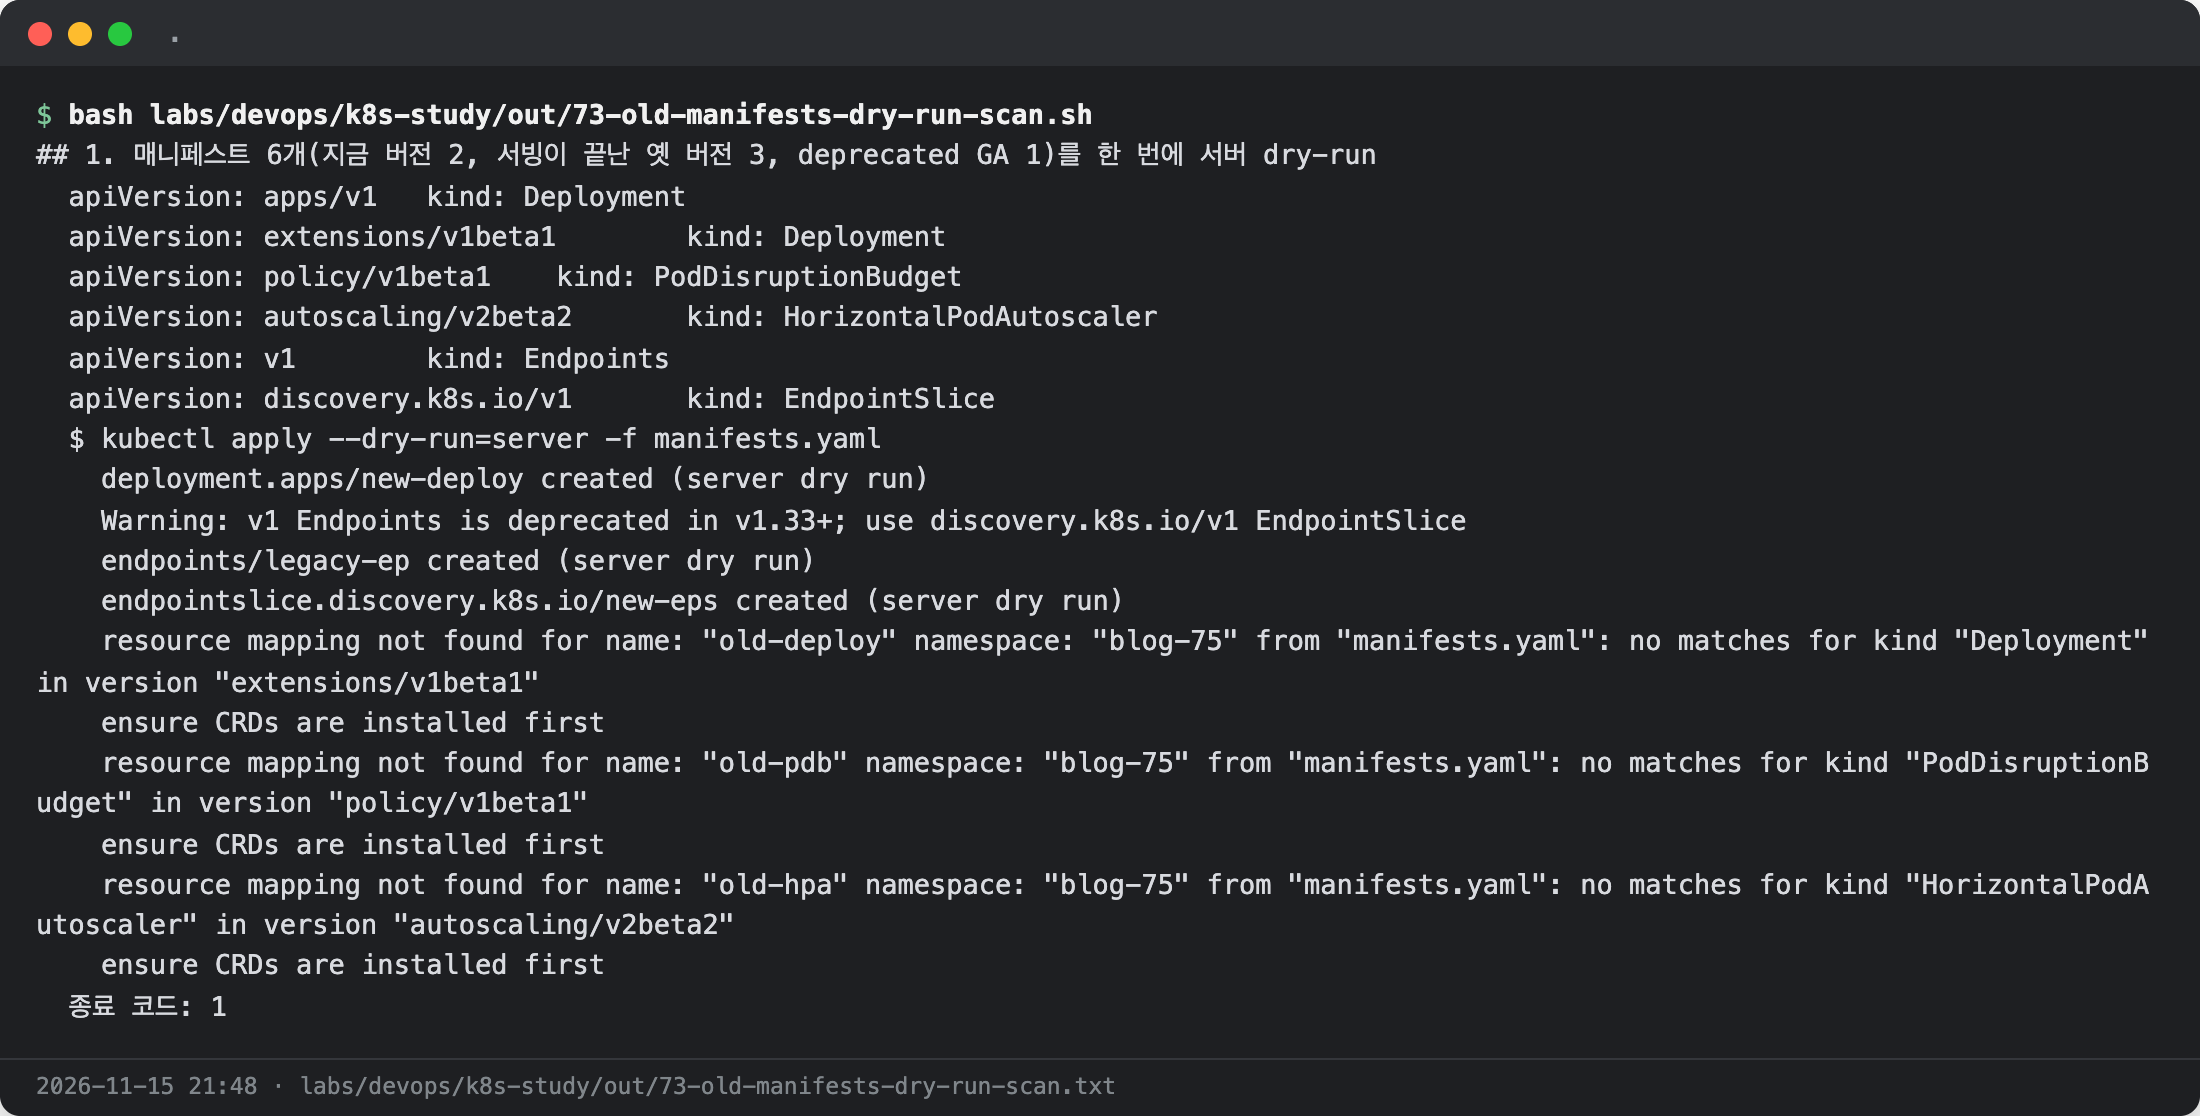 .
$ bash labs/devops/k8s-study/out/73-old-manifests-dry-run-scan.sh
## 1. 매니페스트 6개(지금 버전 2, 서빙이 끝난 옛 버전 3, deprecated GA 1)를 한 번에 서버 dry-run
  apiVersion: apps/v1   kind: Deployment
  apiVersion: extensions/v1beta1        kind: Deployment
  apiVersion: policy/v1beta1    kind: PodDisruptionBudget
  apiVersion: autoscaling/v2beta2       kind: HorizontalPodAutoscaler
  apiVersion: v1        kind: Endpoints
  apiVersion: discovery.k8s.io/v1       kind: EndpointSlice
  $ kubectl apply --dry-run=server -f manifests.yaml
    deployment.apps/new-deploy created (server dry run)
    Warning: v1 Endpoints is deprecated in v1.33+; use discovery.k8s.io/v1 EndpointSlice
    endpoints/legacy-ep created (server dry run)
    endpointslice.discovery.k8s.io/new-eps created (server dry run)
    resource mapping not found for name: "old-deploy" namespace: "blog-75" from "manifests.yaml": no matches for kind "Deployment"
in version "extensions/v1beta1"
    ensure CRDs are installed first
    resource mapping not found for name: "old-pdb" namespace: "blog-75" from "manifests.yaml": no matches for kind "PodDisruptionB
udget" in version "policy/v1beta1"
    ensure CRDs are installed first
    resource mapping not found for name: "old-hpa" namespace: "blog-75" from "manifests.yaml": no matches for kind "HorizontalPodA
utoscaler" in version "autoscaling/v2beta2"
    ensure CRDs are installed first
  종료 코드: 1
2026-11-15 21:48 · labs/devops/k8s-study/out/73-old-manifests-dry-run-scan.txt